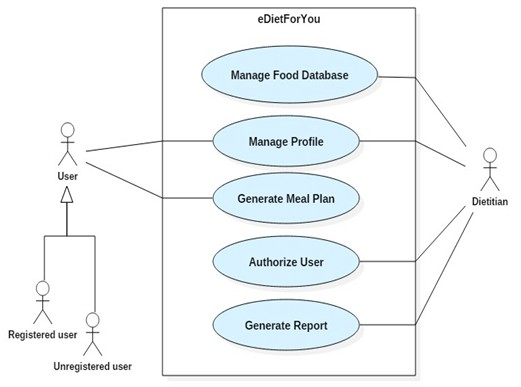 eDietForYou
Manage Food Database
Manage Profile
User
Generate Meal Plan
Dietitian
Authorize User
Generate Report
Registered user
Unregistered user